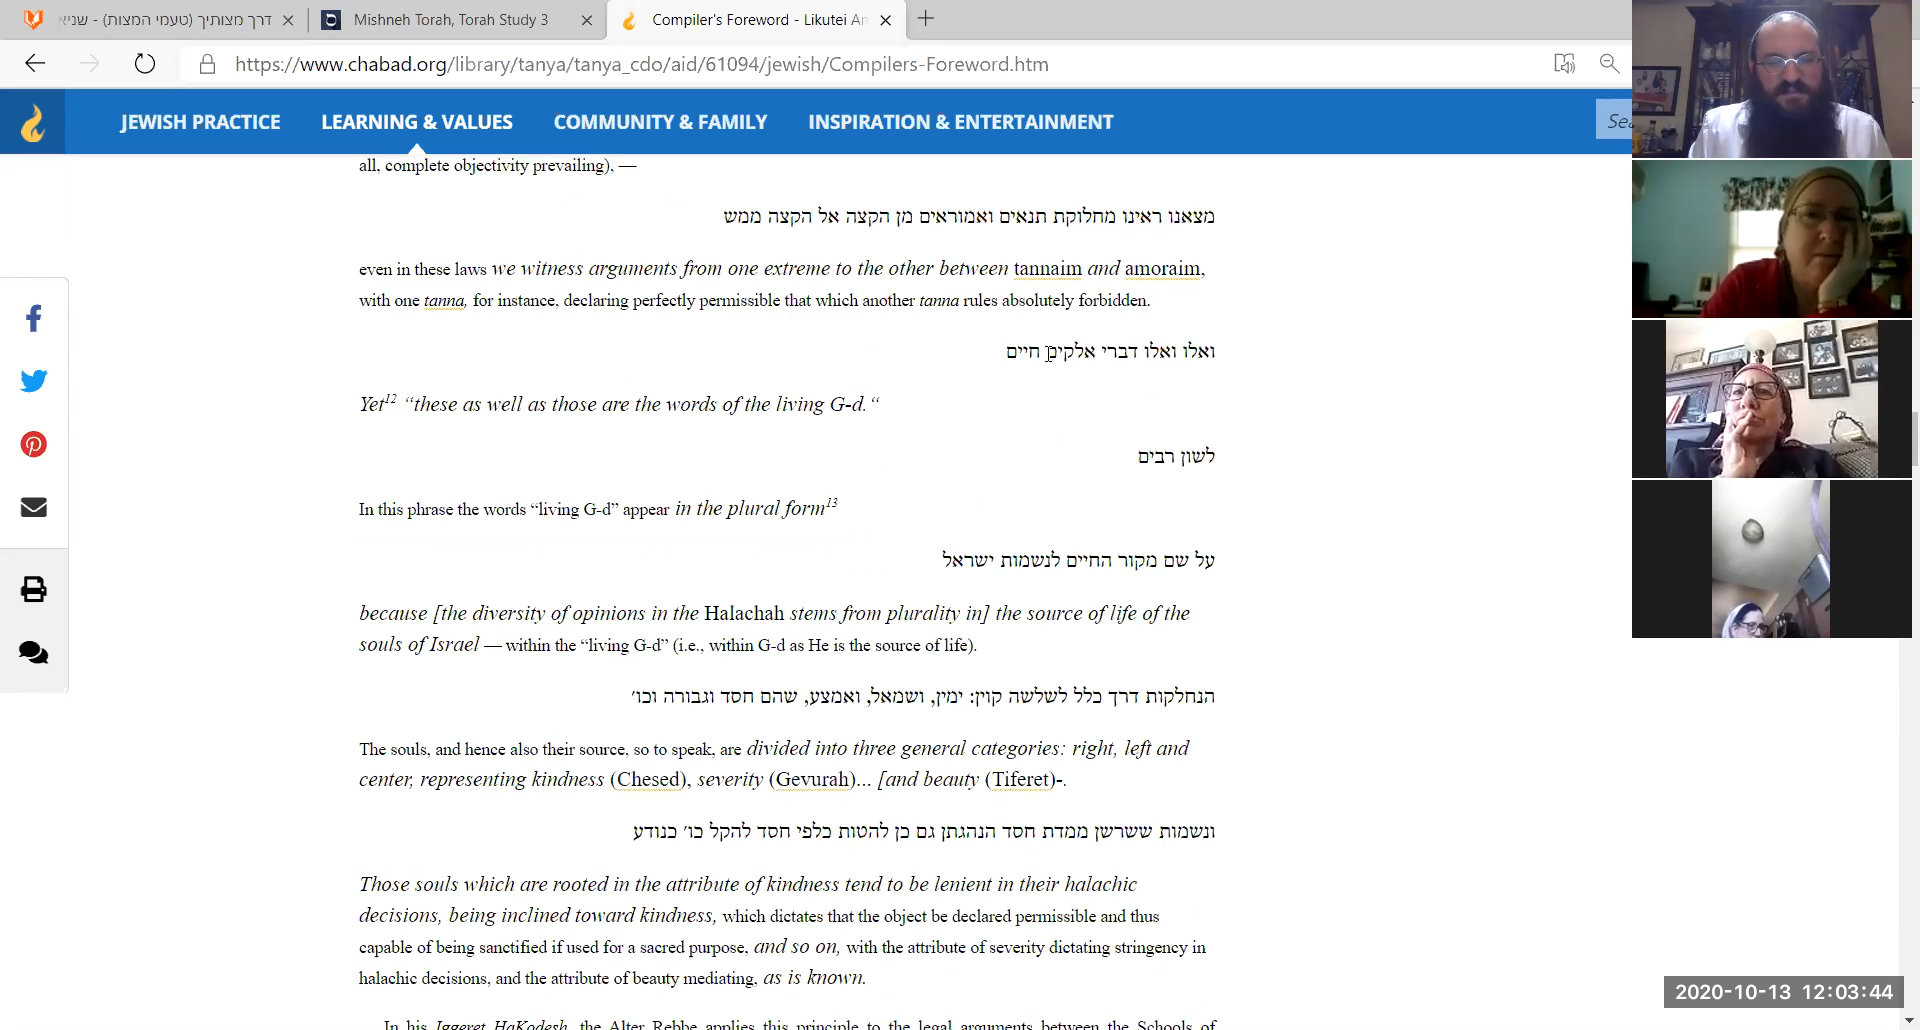 דרך מצותיך (טעמי המצות) - שניא
Mishneh Torah, Torah Study 3
Compiler's Foreword - Likutei Am
https://www.chabad.org/library/tanya/tanya_cdo/aid/61094/jewish/Compilers-Foreword.htm
JEWISH PRACTICE LEARNING & VALUES COMMUNITY & FAMILY INSPIRATION & ENTERTAINMENT
all, complete objectivity prevailing), —
מצאנו ראינו מחלוקת תנאים ואמוראים מן הקצה אל הקצה ממש
even in these laws we witness arguments from one extreme to the other between tannaim and amoraim,
with one tanna, for instance, declaring perfectly permissible that which another tanna rules absolutely forbidden.
ואלו ואלו דברי אלקים חיים
Yet12 “these as well as those are the words of the living G-d.“
לשון רבים
In this phrase the words “living G-d” appear in the plural form13
על שם מקור החיים לנשמות ישראל
because [the diversity of opinions in the Halachah stems from plurality in] the source of life of the
souls of Israel — within the “living G-d” (i.e., within G-d as He is the source of life).
הנחלקות דרך כלל לשלשה קוין: ימין, ושמאל, ואמצע, שהם חסד וגבורה וכו׳
The souls, and hence also their source, so to speak, are divided into three general categories: right, left and
center, representing kindness (Chesed), severity (Gevurah)... [and beauty (Tiferet)-.
ונשמות ששרשן ממדת חסד הנהגתן גם כן להטות כלפי חסד להקל כו׳ כנודע
Those souls which are rooted in the attribute of kindness tend to be lenient in their halachic
decisions, being inclined toward kindness, which dictates that the object be declared permissible and thus
capable of being sanctified if used for a sacred purpose, and so on, with the attribute of severity dictating stringency in
halachic decisions, and the attribute of beauty mediating, as is known.
In his Iggeret HaKodesh, the Alter Rebbe applies this principle to the legal arguments between the Schools of
2020-10-13 12:03:44